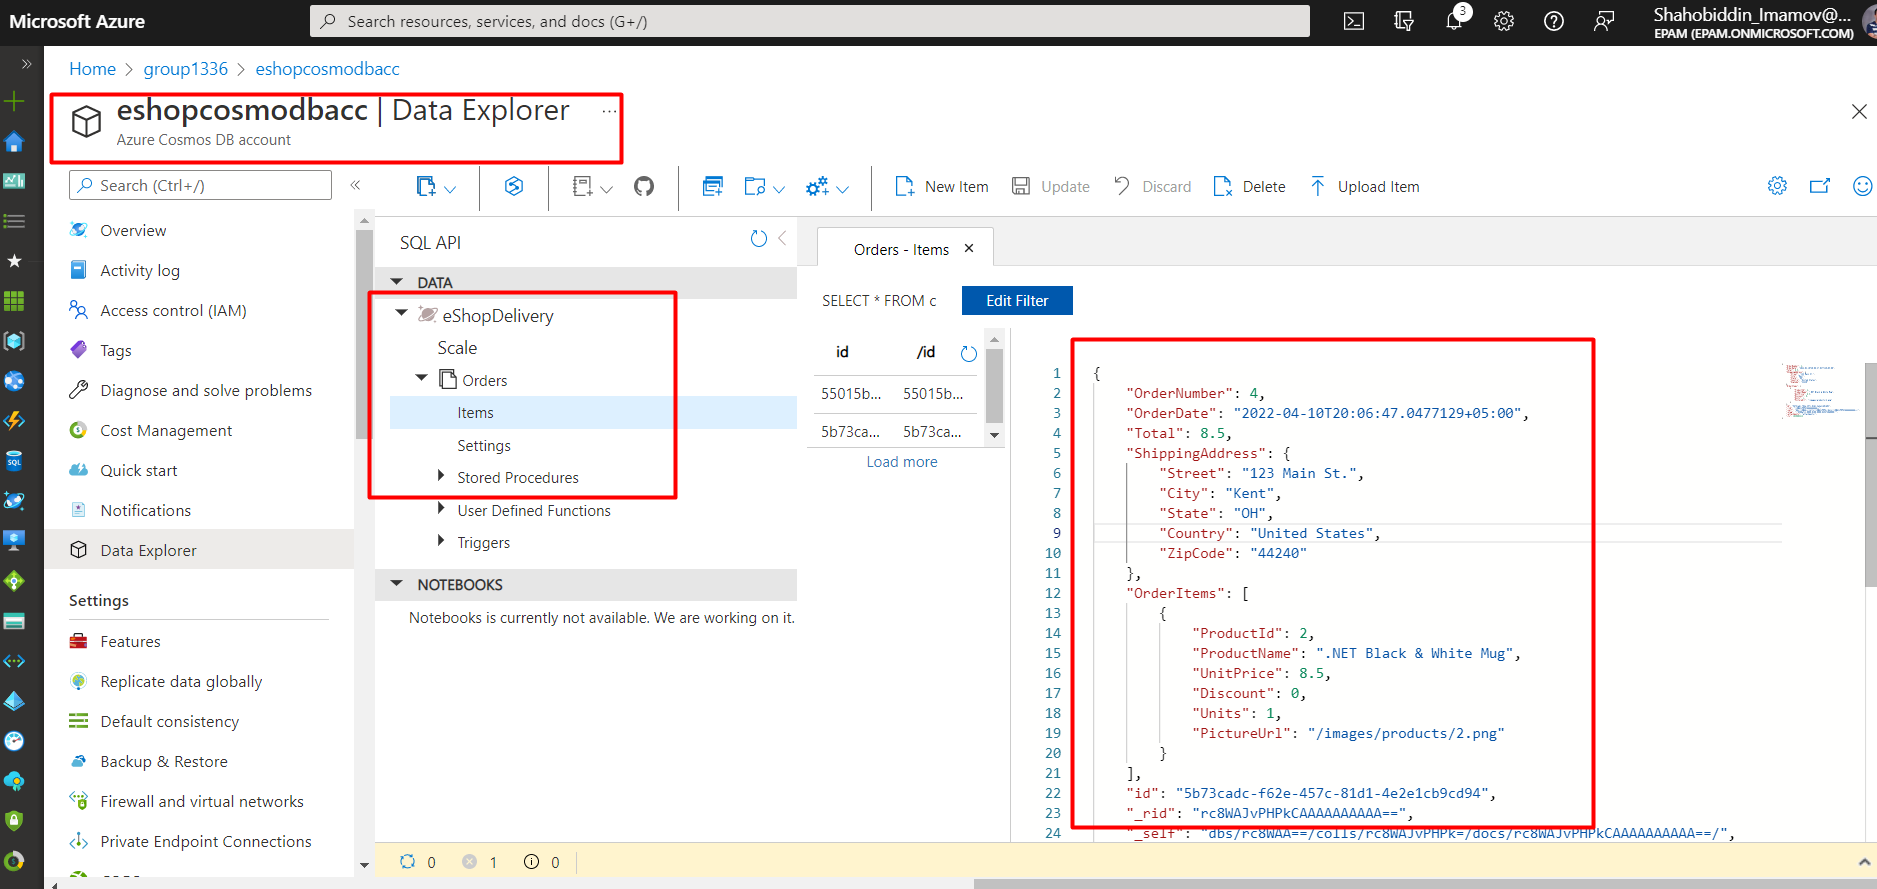 Microsoft Azure
Search resources, services, and docs (G+/)
3
Shahobiddin_Imamov@...
EPAM (EPAM.ONMICROSOFT.COM)
Home > group1336 > eshopcosmodbacc
eshopcosmodbacc | Data Explorer ...
Azure Cosmos DB account
Search (Ctrl+/)
New Item
Update
Discard
Delete
Upload Item
Overview
Activity log
Access control (IAM)
Tags
Diagnose and solve problems
Cost Management
Quick start
Notifications
Data Explorer
Settings
Features
Replicate data globally
Default consistency
Backup & Restore
Firewall and virtual networks
Private Endpoint Connections
SQL API
DATA
eShopDelivery
Scale
Orders
Items
Settings
Stored Procedures
User Defined Functions
Triggers
NOTEBOOKS
Notebooks is currently not available. We are working on it.
Orders - Items
SELECT * FROM c
Edit Filter
id /id
55015b... 55015b...
5b73ca... 5b73ca...
Load more
1 {
2 "OrderNumber": 4,
3 "OrderDate": "2022-04-10T20:06:47.0477129+05:00",
4 "Total": 8.5,
5 "ShippingAddress": {
6 "Street": "123 Main St.",
7 "City": "Kent",
8 "State": "OH",
9 "Country": "United States",
10 "ZipCode": "44240"
11 },
12 "OrderItems": [
13 {
14 "ProductId": 2,
15 "ProductName": ".NET Black & White Mug",
16 "UnitPrice": 8.5,
17 "Discount": 0,
18 "Units": 1,
19 "PictureUrl": "/images/products/2.png"
20 }
21 ],
22 "id": "5b73cadc-f62e-457c-81d1-4e2e1cb9cd94",
23 "_rid": "rc8WAJvPHPkCAAAAAAAAAA==",
24 "_self": "dbs/rc8WAA==/colls/rc8WAJvPHPk=/docs/rc8WAJvPHPkCAAAAAAAAAA==/",
0 1 0